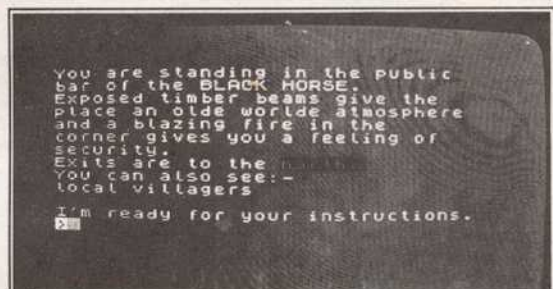 You are standing in the public
bar of the BLACK HORSE.
Exposed timber beams give the
place an olde worlde atmosphere
and a blazing fire in the
corner gives you a feeling of
security.
Exits are to the
You can also see:-
local villagers
I'm ready for your instructions.
>